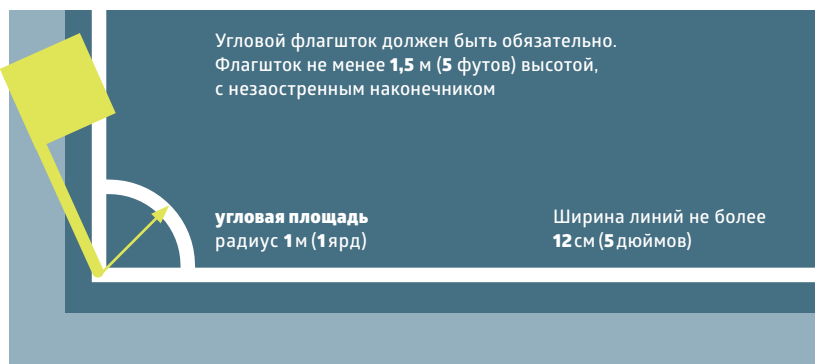 Угловой флагшток должен быть обязательно.
Флагшток не менее 1,5 м (5 футов) высотой,
с незаостренным наконечником
угловая площадь
радиус 1 м (1 ярд)
Ширина линий не более
12 см (5 дюймов)